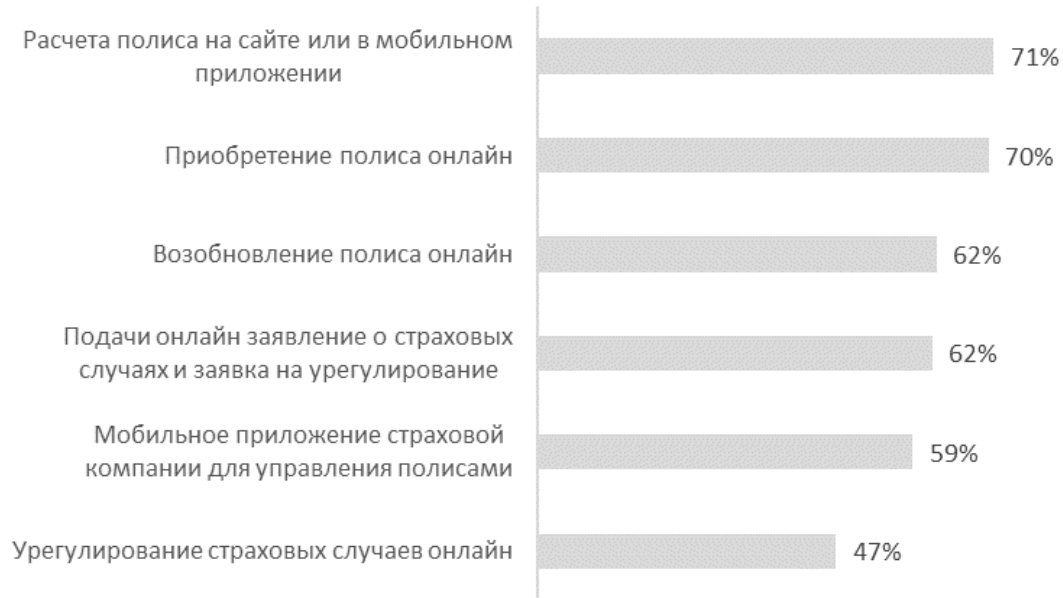 Расчета полиса на сайте или в мобильном
приложении
71%
Приобретение полиса онлайн
70%
Возобновление полиса онлайн
62%
Подачи онлайн заявление о страховых
случаях и заявка на урегулирование
62%
Мобильное приложение страховой
компании для управления полисами
59%
Урегулирование страховых случаев онлайн
47%